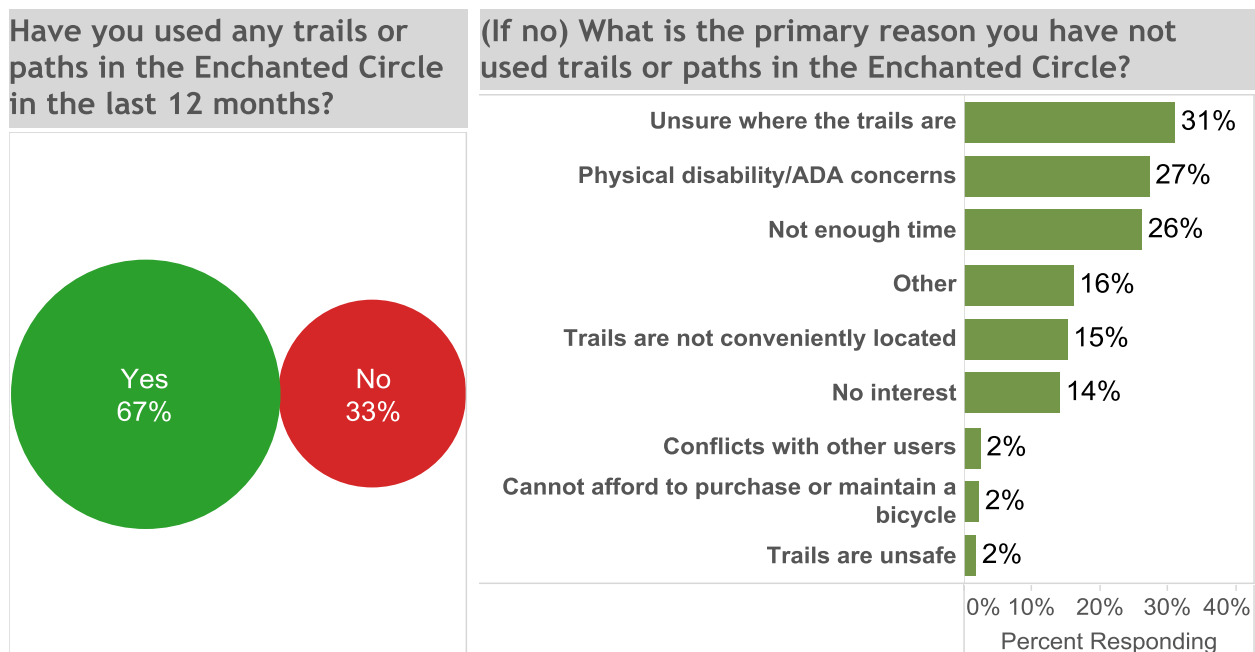 Have you used any trails or
paths in the Enchanted Circle
in the last 12 months?
Yes
67%
No
33%
(If no) What is the primary reason you have not
used trails or paths in the Enchanted Circle?
Unsure where the trails are 31%
Physical disability/ADA concerns 27%
Not enough time 26%
Other 16%
Trails are not conveniently located 15%
No interest 14%
Conflicts with other users 2%
Cannot afford to purchase or maintain a
bicycle 2%
Trails are unsafe 2%
0% 10% 20% 30% 40%
Percent Responding